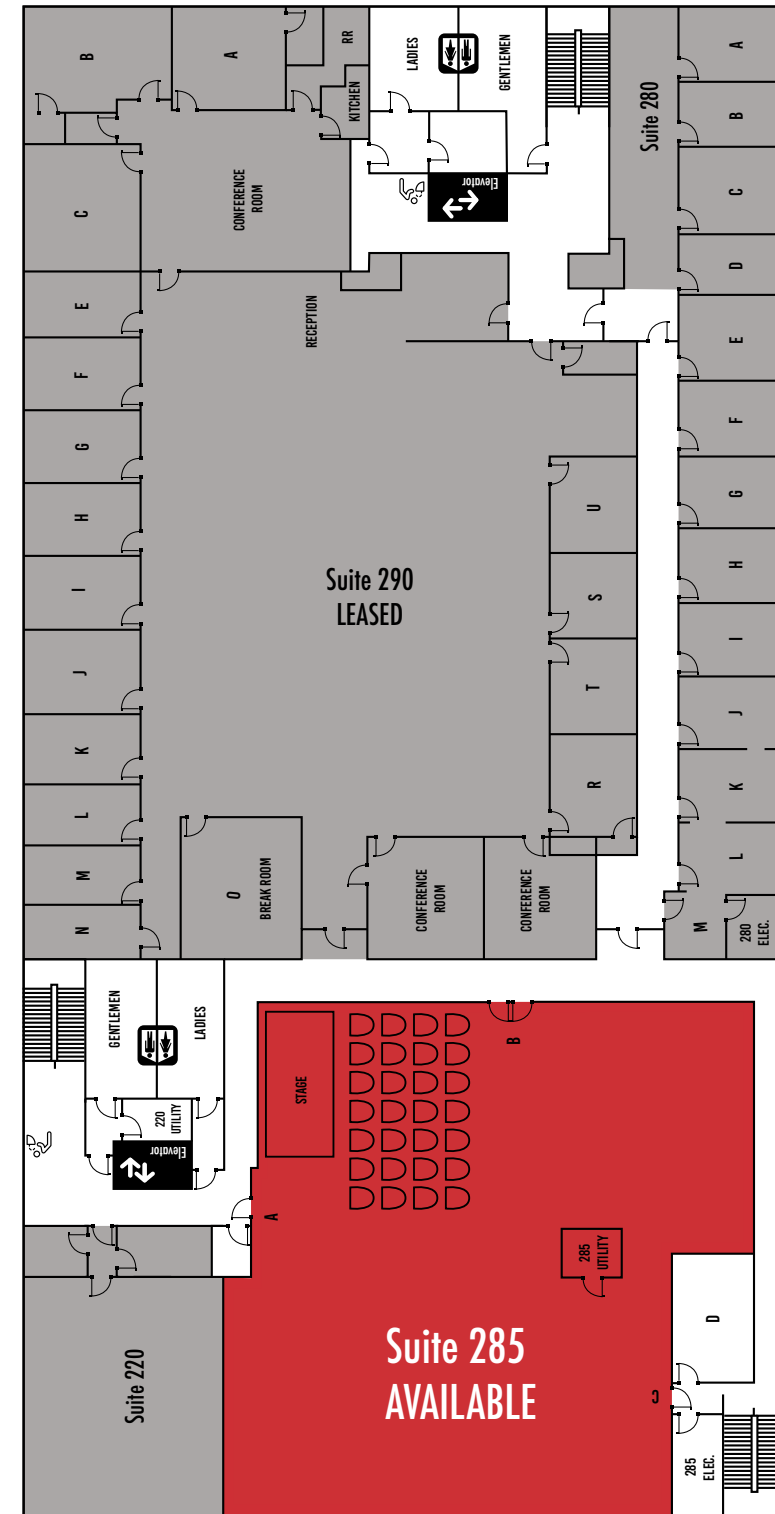 B
A
RR
KITCHEN
LADIES
GENTLEMEN
Elevator
Suite 280
A
B
C
D
E
F
G
H
I
J
K
L
M
280
ELEC.
C
CONFERENCE
ROOM
RECEPTION
E
F
G
H
I
J
K
L
M
N
Suite 290
LEASED
U
S
T
R
O
BREAK ROOM
CONFERENCE
ROOM
CONFERENCE
ROOM
GENTLEMEN
LADIES
220
UTILITY
Elevator
STAGE
B
A
285
UTILITY
Suite 220
Suite 285
AVAILABLE
D
C
285
ELEC.